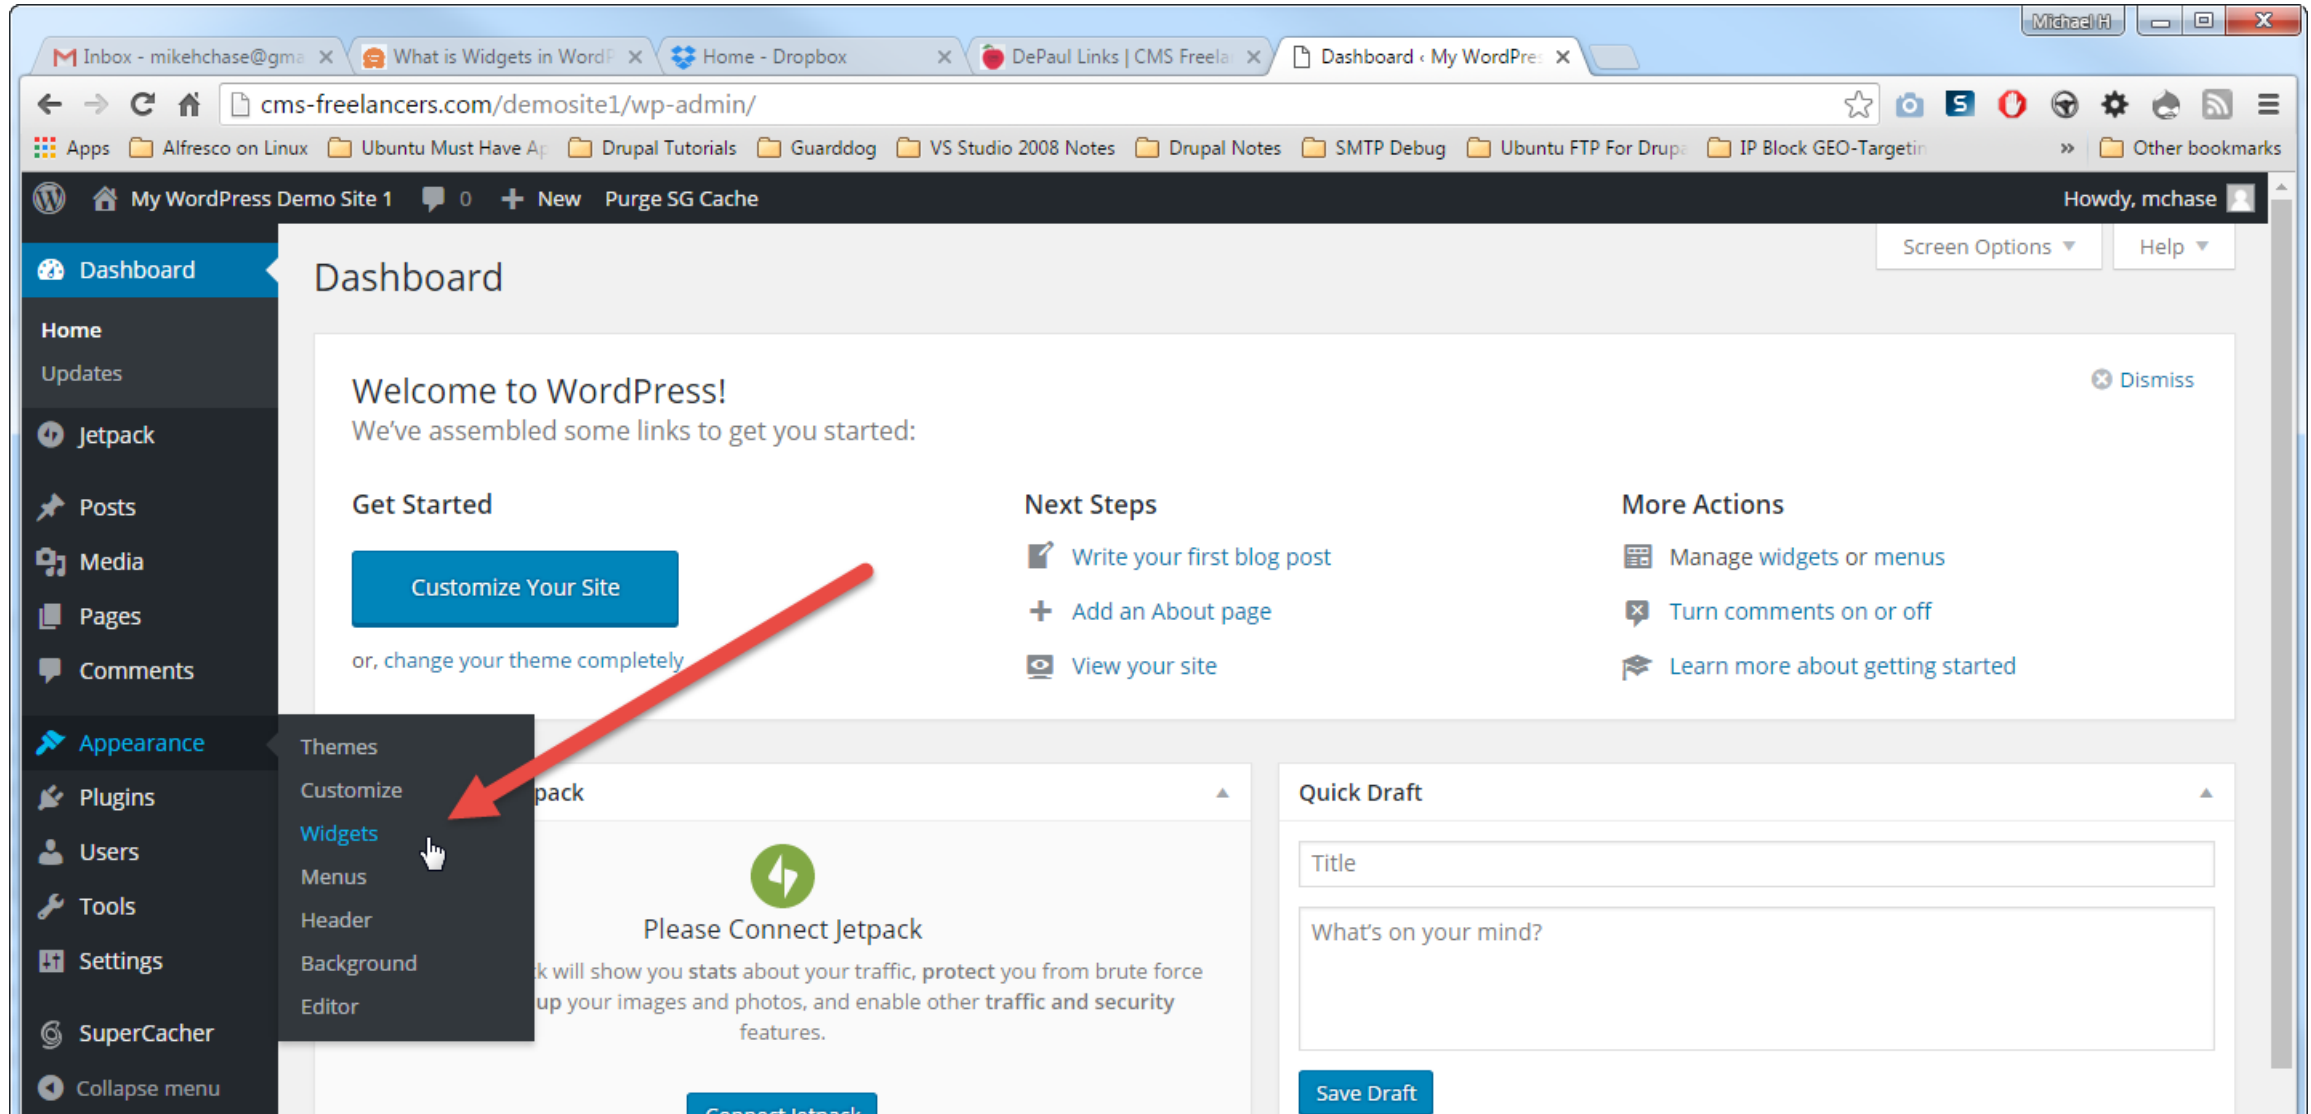 Michael H
Inbox - mikehchase@gma
What is Widgets in WordP
Home - Dropbox
DePaul Links | CMS Freela
Dashboard ‹ My WordPre
cms-freelancers.com/demosite1/wp-admin/
Apps
Alfresco on Linux
Ubuntu Must Have Ap
Drupal Tutorials
Guarddog
VS Studio 2008 Notes
Drupal Notes
SMTP Debug
Ubuntu FTP For Drupa
IP Block GEO-Targetin
»
Other bookmarks
My WordPress Demo Site 1
0
New
Purge SG Cache
Howdy, mchase
Screen Options
Help
Dashboard
Home
Updates
Jetpack
Posts
Media
Pages
Comments
Appearance
Plugins
Users
Tools
Settings
SuperCacher
Collapse menu
Themes
Customize
Widgets
Menus
Header
Background
Editor
Dashboard
Welcome to WordPress!
We've assembled some links to get you started:
Dismiss
Get Started
Customize Your Site
or, change your theme completely
Next Steps
Write your first blog post
Add an About page
View your site
More Actions
Manage widgets or menus
Turn comments on or off
Learn more about getting started
pack
Please Connect Jetpack
k will show you stats about your traffic, protect you from brute force
up your images and photos, and enable other traffic and security
features.
Connect Jetpack
Quick Draft
Title
What's on your mind?
Save Draft